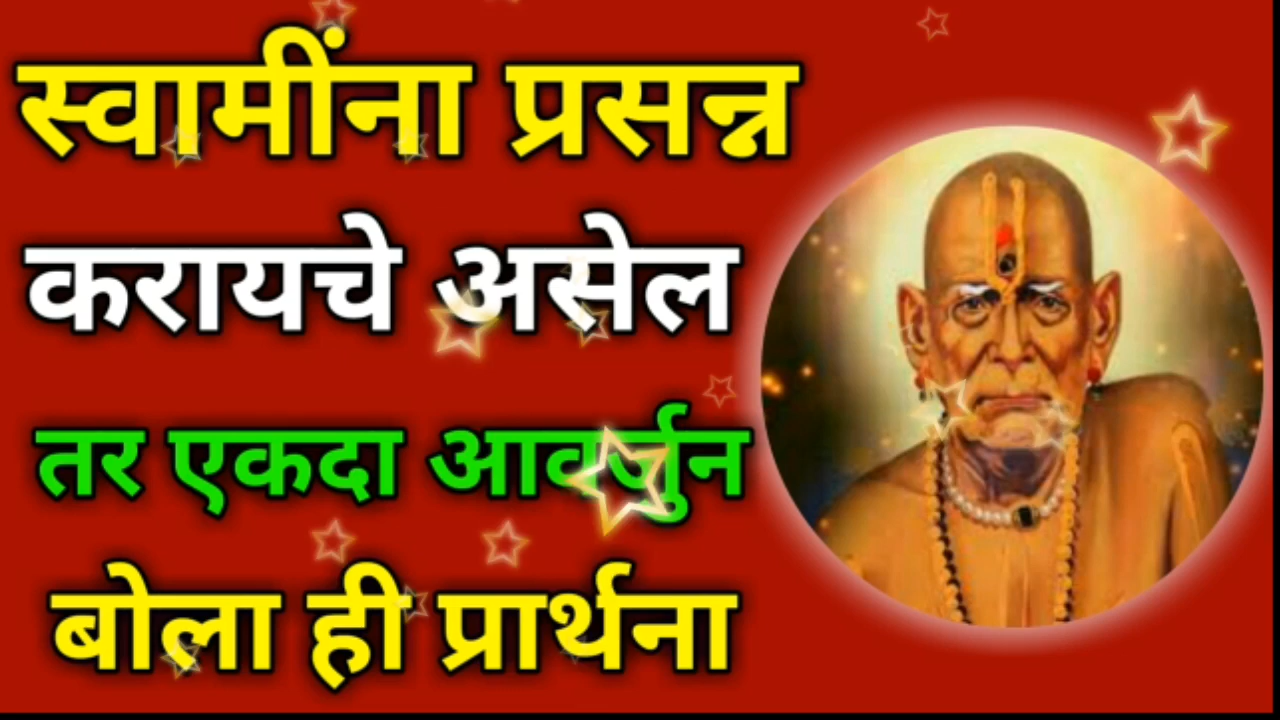 स्वामींना प्रसन्न
करायचे असेल
तर एकदा आवर्जुन
बोला ही प्रार्थना